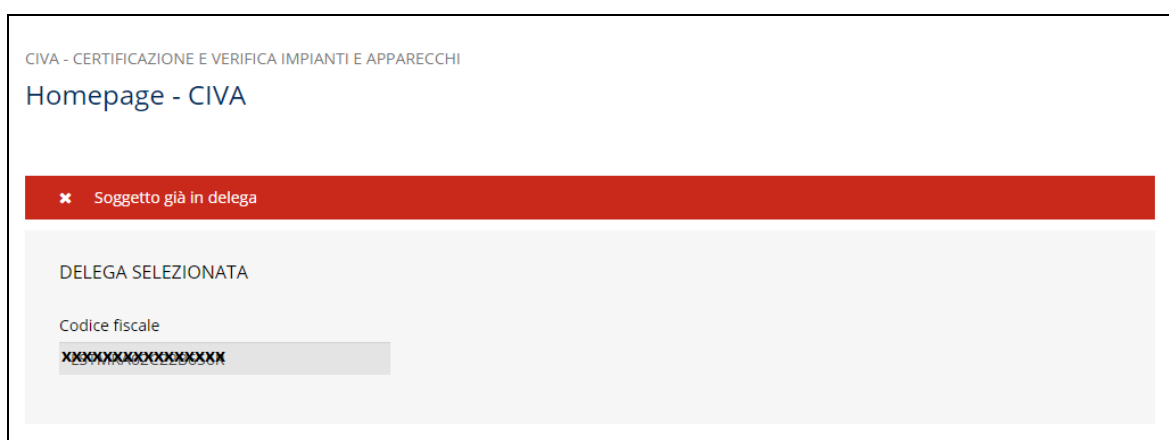 CIVA - CERTIFICAZIONE E VERIFICA IMPIANTI E APPARECCHI
Homepage - CIVA
✖ Soggetto già in delega
DELEGA SELEZIONATA
Codice fiscale
XXXXXXXXXXXXXXXX